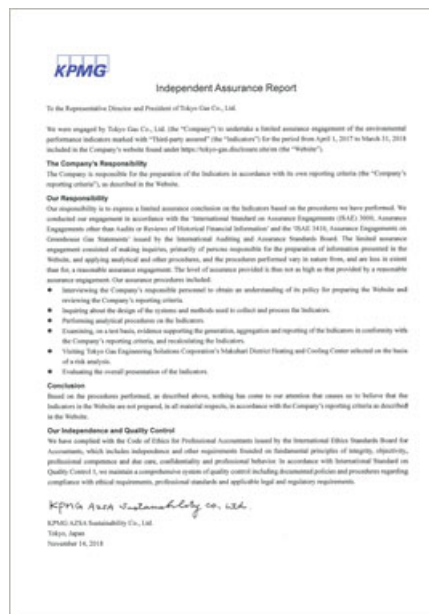 KPMG
Independent Assurance Report
To the Representative Director and President of Tokyo Gas Co., Ltd.
We were engaged by Tokyo Gas Co., Ltd. (the “Company”) to undertake a limited assurance engagement of the environmental
performance indicators marked with “Third-party assured” (the “Indicators”) for the period from April 1, 2017 to March 31, 2018
included in the Company's website found under https://tokyo-gas.disclosure.site/en (the “Website”).
The Company's Responsibility
The Company is responsible for the preparation of the Indicators in accordance with its own reporting criteria (the “Company's
reporting criteria”), as described in the Website.
Our Responsibility
Our responsibility is to express a limited assurance conclusion on the Indicators based on the procedures we have performed. We
conducted our engagement in accordance with the ‘International Standard on Assurance Engagements (ISAE) 3000, Assurance
Engagements other than Audits or Reviews of Historical Financial Information’ and the ‘ISAE 3410, Assurance Engagements on
Greenhouse Gas Statements’ issued by the International Auditing and Assurance Standards Board. The limited assurance
engagement consisted of making inquiries, primarily of persons responsible for the preparation of information presented in the
Website, and applying analytical and other procedures, and the procedures performed vary in nature from, and are less in extent
than for, a reasonable assurance engagement. The level of assurance provided is thus not as high as that provided by a reasonable
assurance engagement. Our assurance procedures included:
● Interviewing the Company's responsible personnel to obtain an understanding of its policy for preparing the Website and
reviewing the Company's reporting criteria.
● Inquiring about the design of the systems and methods used to collect and process the Indicators.
● Performing analytical procedures on the Indicators.
● Examining, on a test basis, evidence supporting the generation, aggregation and reporting of the Indicators in conformity with
the Company's reporting criteria, and recalculating the Indicators.
● Visiting Tokyo Gas Engineering Solutions Corporation's Makuhari District Heating and Cooling Center selected on the basis
of a risk analysis.
● Evaluating the overall presentation of the Indicators.
Conclusion
Based on the procedures performed, as described above, nothing has come to our attention that causes us to believe that the
Indicators in the Website are not prepared, in all material respects, in accordance with the Company's reporting criteria as described
in the Website.
Our Independence and Quality Control
We have complied with the Code of Ethics for Professional Accountants issued by the International Ethics Standards Board for
Accountants, which includes independence and other requirements founded on fundamental principles of integrity, objectivity,
professional competence and due care, confidentiality and professional behavior. In accordance with International Standard on
Quality Control 1, we maintain a comprehensive system of quality control including documented policies and procedures regarding
compliance with ethical requirements, professional standards and applicable legal and regulatory requirements.
KPMG AZSA Sustainability Co., Ltd.
KPMG AZSA Sustainability Co., Ltd.
Tokyo, Japan
November 14, 2018